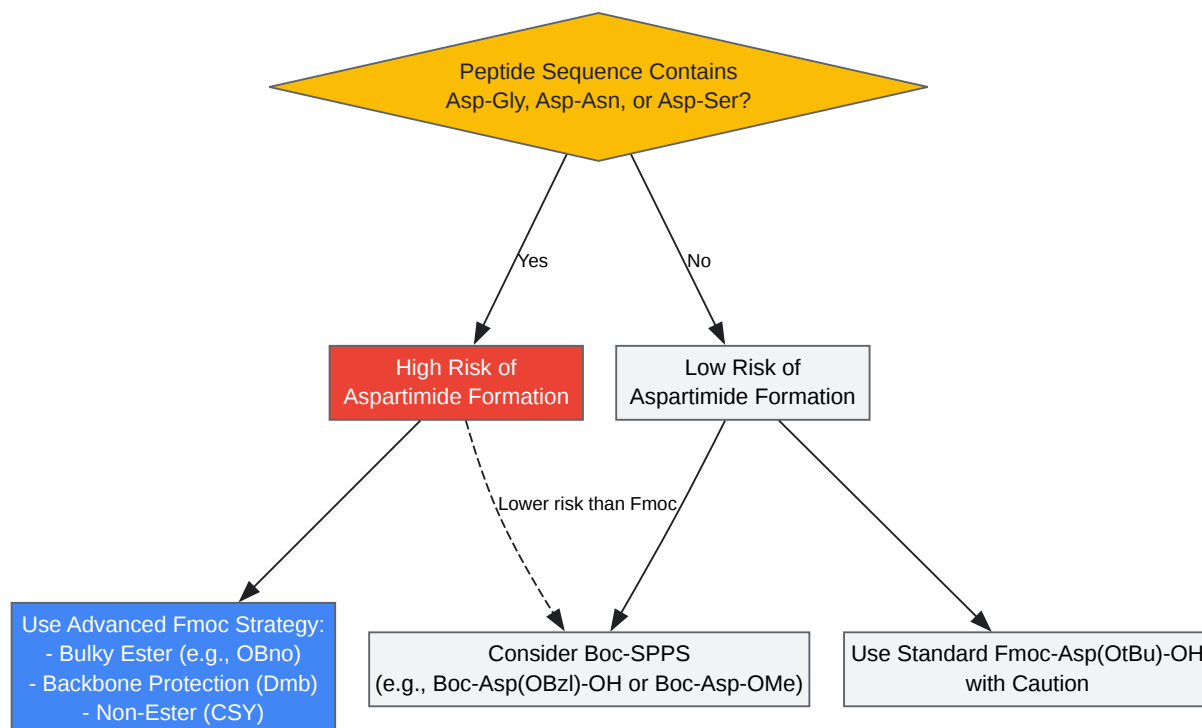 Peptide Sequence Contains
Asp-Gly, Asp-Asn, or Asp-Ser?
Yes
No
High Risk of
Aspartimide Formation
Low Risk of
Aspartimide Formation
Lower risk than Fmoc
Use Advanced Fmoc Strategy:
- Bulky Ester (e.g., OBno)
- Backbone Protection (Dmb)
- Non-Ester (CSY)
Consider Boc-SPPS
(e.g., Boc-Asp(OBzl)-OH or Boc-Asp-OMe)
Use Standard Fmoc-Asp(OtBu)-OH
with Caution